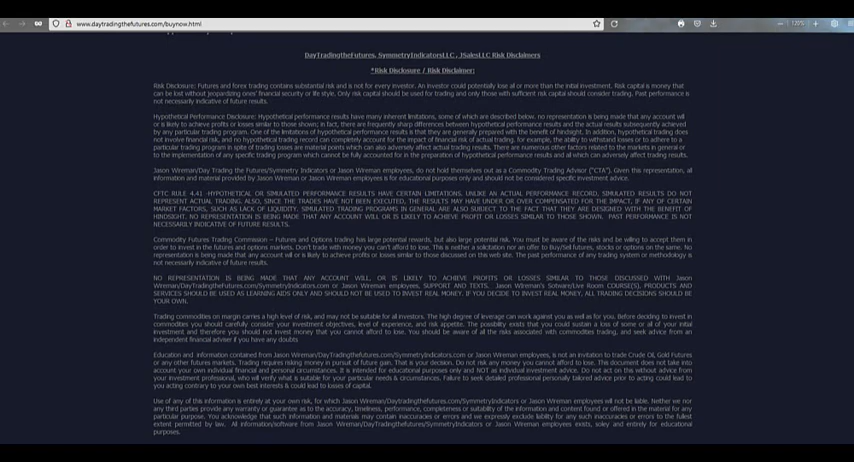 www.daytradingthefutures.com/buynow.html
120%
DayTradingtheFutures, SymmetryIndicatorsLLC , JSalesLLC Risk Disclaimers
*Risk Disclosure / Risk Disclaimer:
Risk Disclosure: Futures and forex trading contains substantial risk and is not for every investor. An investor could potentially lose all or more than the initial investment. Risk capital is money that
can be lost without jeopardizing ones' financial security or life style. Only risk capital should be used for trading and only those with sufficient risk capital should consider trading. Past performance is
not necessarily indicative of future results.
Hypothetical Performance Disclosure: Hypothetical performance results have many inherent limitations, some of which are described below. no representation is being made that any account will
or is likely to achieve profits or losses similar to those shown; in fact, there are frequently sharp differences between hypothetical performance results and the actual results subsequently achieved
by any particular trading program. One of the limitations of hypothetical performance results is that they are generally prepared with the benefit of hindsight. In addition, hypothetical trading does
not involve financial risk, and no hypothetical trading record can completely account for the impact of financial risk of actual trading. for example, the ability to withstand losses or to adhere to a
particular trading program in spite of trading losses are material points which can also adversely affect actual trading results. There are numerous other factors related to the markets in general or
to the implementation of any specific trading program which cannot be fully accounted for in the preparation of hypothetical performance results and all which can adversely affect trading results.
Jason Wireman/Day Trading the Futures/Symmetry Indicators or Jason Wireman employees, do not hold themselves out as a Commodity Trading Advisor ("CTA"). Given this representation, all
information and material provided by Jason Wireman or Jason Wireman employees is for educational purposes only and should not be considered specific investment advice.
CFTC RULE 4.41 -HYPOTHETICAL OR SIMULATED PERFORMANCE RESULTS HAVE CERTAIN LIMITATIONS. UNLIKE AN ACTUAL PERFORMANCE RECORD, SIMULATED RESULTS DO NOT
REPRESENT ACTUAL TRADING. ALSO, SINCE THE TRADES HAVE NOT BEEN EXECUTED, THE RESULTS MAY HAVE UNDER OR OVER COMPENSATED FOR THE IMPACT, IF ANY OF CERTAIN
MARKET FACTORS, SUCH AS LACK OF LIQUIDITY. SIMULATED TRADING PROGRAMS IN GENERAL ARE ALSO SUBJECT TO THE FACT THAT THEY ARE DESIGNED WITH THE BENEFIT OF
HINDSIGHT. NO REPRESENTATION IS BEING MADE THAT ANY ACCOUNT WILL OR IS LIKELY TO ACHIEVE PROFIT OR LOSSES SIMILAR TO THOSE SHOWN. PAST PERFORMANCE IS NOT
NECESSARILY INDICATIVE OF FUTURE RESULTS.
Commodity Futures Trading Commission – Futures and Options trading has large potential rewards, but also large potential risk. You must be aware of the risks and be willing to accept them in
order to invest in the futures and options markets. Don't trade with money you can't afford to lose. This is neither a solicitation nor an offer to Buy/Sell futures, stocks or options on the same. No
representation is being made that any account will or is likely to achieve profits or losses similar to those discussed on this web site. The past performance of any trading system or methodology is
not necessarily indicative of future results.
NO REPRESENTATION IS BEING MADE THAT ANY ACCOUNT WILL, OR IS LIKELY TO ACHIEVE PROFITS OR LOSSES SIMILAR TO THOSE DISCUSSED WITH Jason
Wireman/DayTradingthefutures.com/SymmetryIndicators.com or Jason Wireman employees, SUPPORT AND TEXTS. Jason Wireman's Sotware/Live Room COURSE(S). PRODUCTS AND
SERVICES SHOULD BE USED AS LEARNING AIDS ONLY AND SHOULD NOT BE USED TO INVEST REAL MONEY. IF YOU DECIDE TO INVEST REAL MONEY, ALL TRADING DECISIONS SHOULD BE
YOUR OWN.
Trading commodities on margin carries a high level of risk, and may not be suitable for all investors. The high degree of leverage can work against you as well as for you. Before deciding to invest in
commodities you should carefully consider your investment objectives, level of experience, and risk appetite. The possibility exists that you could sustain a loss of some or all of your initial
investment and therefore you should not invest money that you cannot afford to lose. You should be aware of all the risks associated with commodities trading, and seek advice from an
independent financial adviser if you have any doubts
Education and information contained from Jason Wireman/DayTradingthefutures.com/SymmetryIndicators.com or Jason Wireman employees, is not an invitation to trade Crude Oil, Gold Futures
or any other futures markets. Trading requires risking money in pursuit of future gain. That is your decision. Do not risk any money you cannot afford to lose. This document does not take into
account your own individual financial and personal circumstances. It is intended for educational purposes only and NOT as individual investment advice. Do not act on this without advice from
your investment professional, who will verify what is suitable for your particular needs & circumstances. Failure to seek detailed professional personally tailored advice prior to acting could lead to
you acting contrary to your own best interests & could lead to losses of capital.
Use of any of this information is entirely at your own risk, for which Jason Wireman/Daytradingthefutures.com/SymmetryIndicators or Jason Wireman employees will not be liable. Neither we nor
any third parties provide any warranty or guarantee as to the accuracy, timeliness, performance, completeness or suitability of the information and content found or offered in the material for any
particular purpose. You acknowledge that such information and materials may contain inaccuracies or errors and we expressly exclude liability for any such inaccuracies or errors to the fullest
extent permitted by law. All information/software from Jason Wireman/DayTradingthefutures/SymmetryIndicators or Jason Wireman employees exists, soley and entirely for educational
purposes.